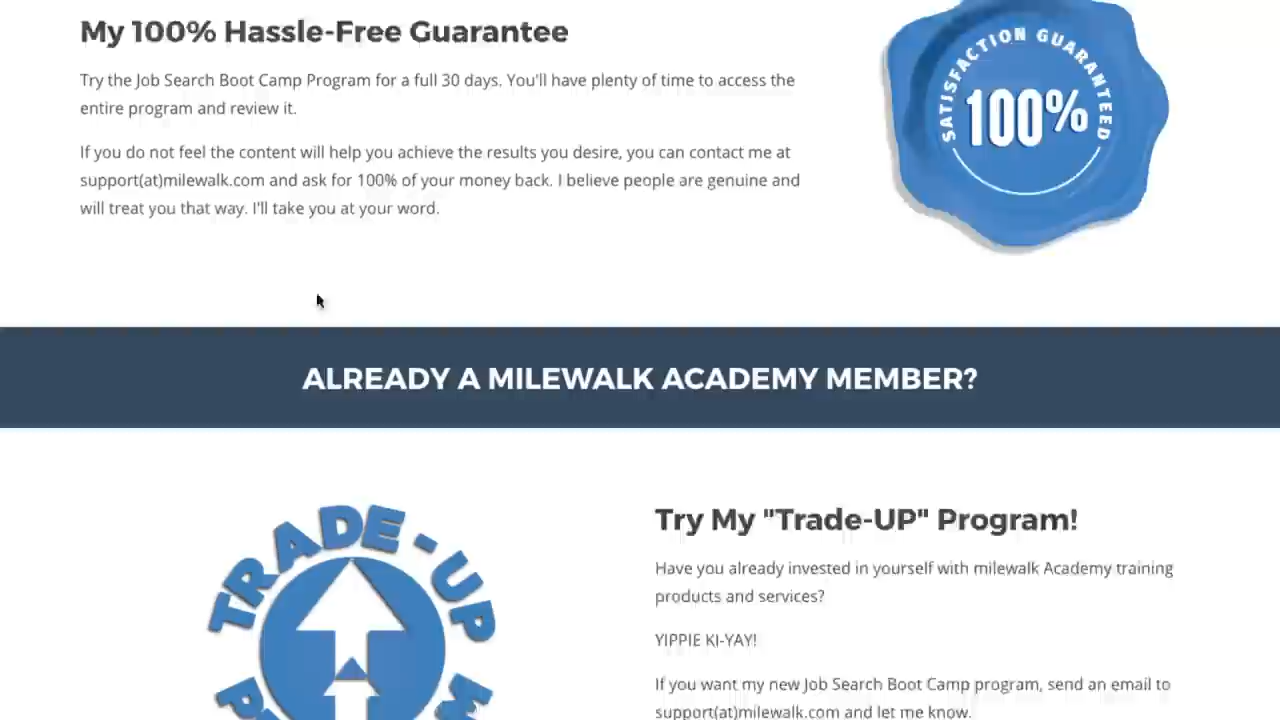 My 100% Hassle-Free Guarantee
Try the Job Search Boot Camp Program for a full 30 days. You'll have plenty of time to access the
entire program and review it.
If you do not feel the content will help you achieve the results you desire, you can contact me at
support(at)milewalk.com and ask for 100% of your money back. I believe people are genuine and
will treat you that way. I'll take you at your word.
SATISFACTION GUARANTEED
100%
ALREADY A MILEWALK ACADEMY MEMBER?
TRADE-UP
Try My "Trade-UP" Program!
Have you already invested in yourself with milewalk Academy training
products and services?
YIPPIE KI-YAY!
If you want my new Job Search Boot Camp program, send an email to
support(at)milewalk.com and let me know.